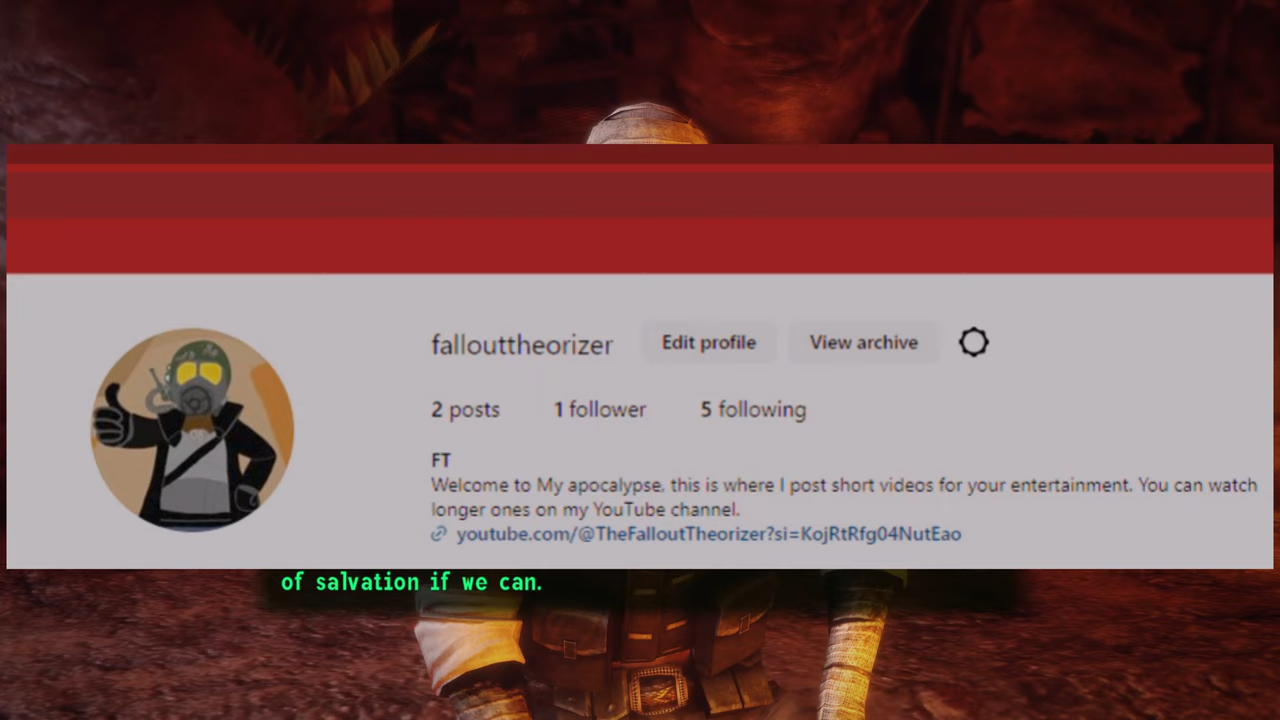 fallouttheorizer Edit profile View archive
2 posts 1 follower 5 following
FT
Welcome to My apocalypse, this is where I post short videos for your entertainment. You can watch
longer ones on my YouTube channel.
youtube.com/@TheFalloutTheorizer?si=KojRtRfg04NutEao
of salvation if we can.